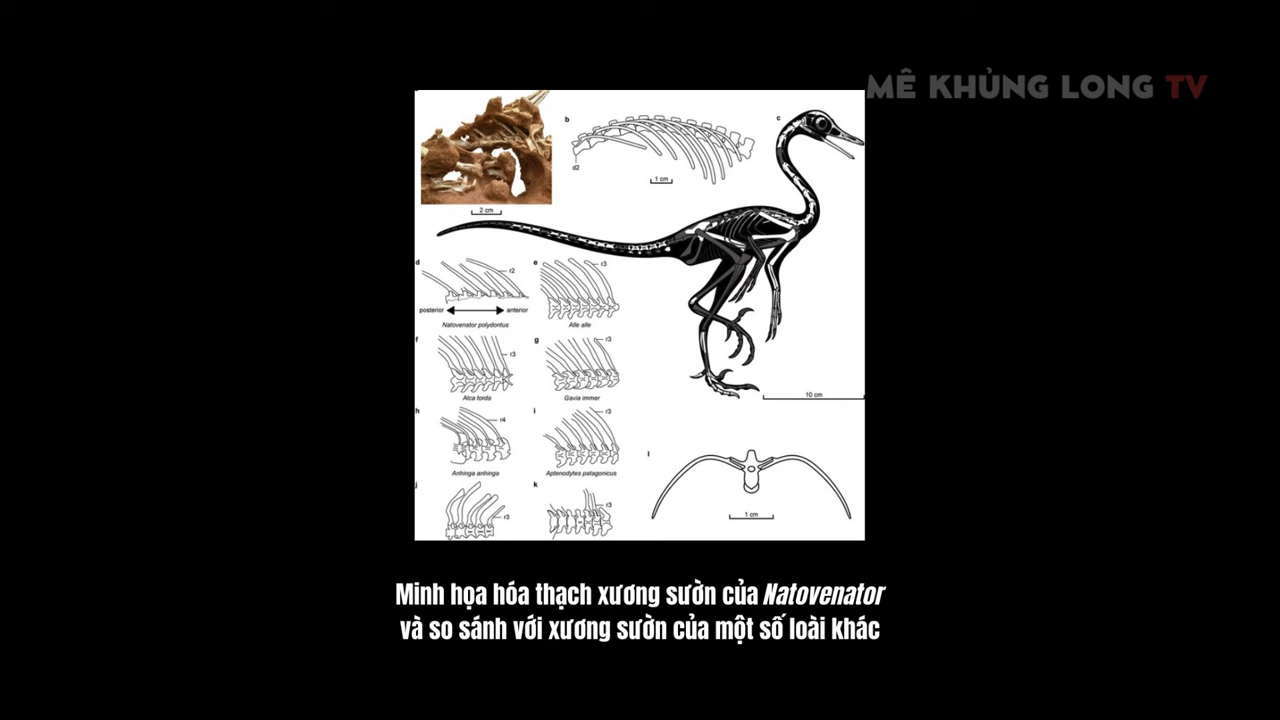 MÊ KHỦNG LONG TV
b
c
d2
1 cm
2 cm
d
r2
e
r3
posterior
anterior
Natovenator polydontus
Alle alle
f
r3
g
r3
10 cm
Alca torda
Gavia immer
h
r4
i
r3
l
Anhinga anhinga
Aptenodytes patagonicus
j
r3
k
r3
1 cm
Minh họa hóa thạch xương sườn của Natovenator
và so sánh với xương sườn của một số loài khác